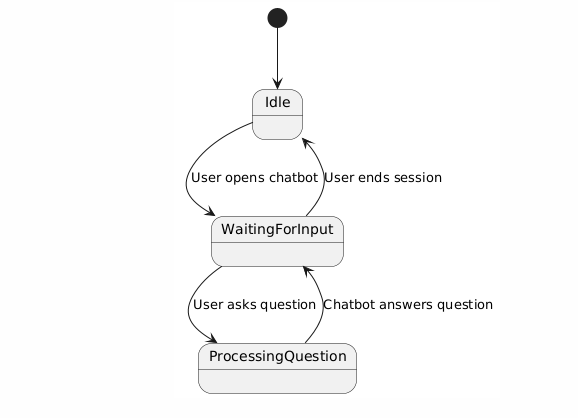 Idle
User opens chatbot
User ends session
WaitingForInput
User asks question
Chatbot answers question
ProcessingQuestion